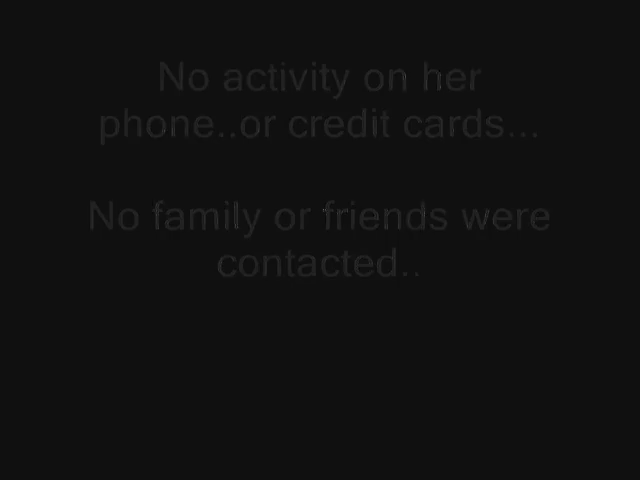 No activity on her
phone..or credit cards...
No family or friends were
contacted..